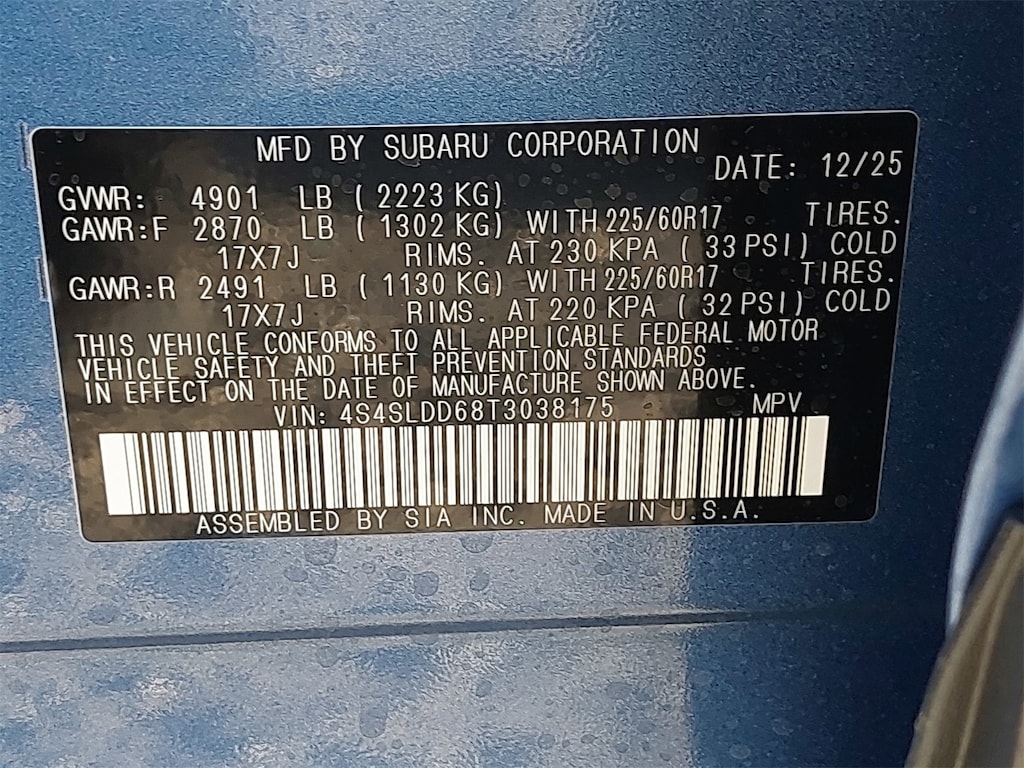 MFD BY SUBARU CORPORATION
DATE: 12/25
GVWR: 4901 LB ( 2223 KG)
GAWR:F 2870 LB ( 1302 KG) WITH 225/60R17 TIRES.
17X7J RIMS. AT 230 KPA ( 33 PSI) COLD
GAWR:R 2491 LB ( 1130 KG) WITH 225/60R17 TIRES.
17X7J RIMS. AT 220 KPA ( 32 PSI) COLD
THIS VEHICLE CONFORMS TO ALL APPLICABLE FEDERAL MOTOR
VEHICLE SAFETY AND THEFT PREVENTION STANDARDS
IN EFFECT ON THE DATE OF MANUFACTURE SHOWN ABOVE.
VIN: 4S4SLDD68T3038175 MPV
ASSEMBLED BY SIA INC. MADE IN U.S.A.